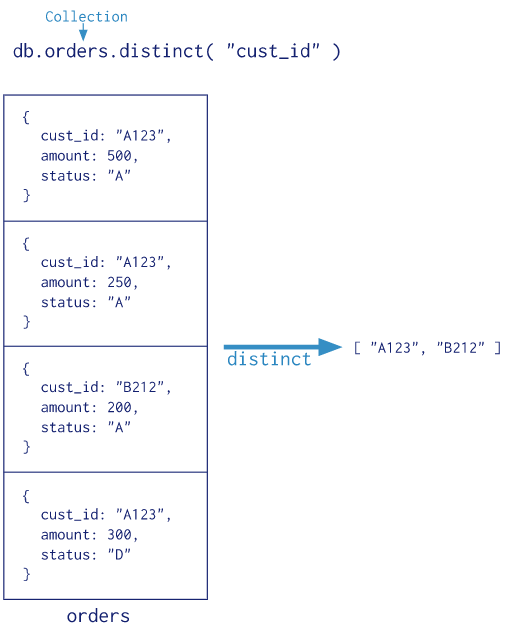 Collection
db.orders.distinct( "cust_id" )
{
cust_id: "A123",
amount: 500,
status: "A"
}
{
cust_id: "A123",
amount: 250,
status: "A"
}
{
cust_id: "B212",
amount: 200,
status: "A"
}
{
cust_id: "A123",
amount: 300,
status: "D"
}
orders
distinct
[ "A123", "B212" ]